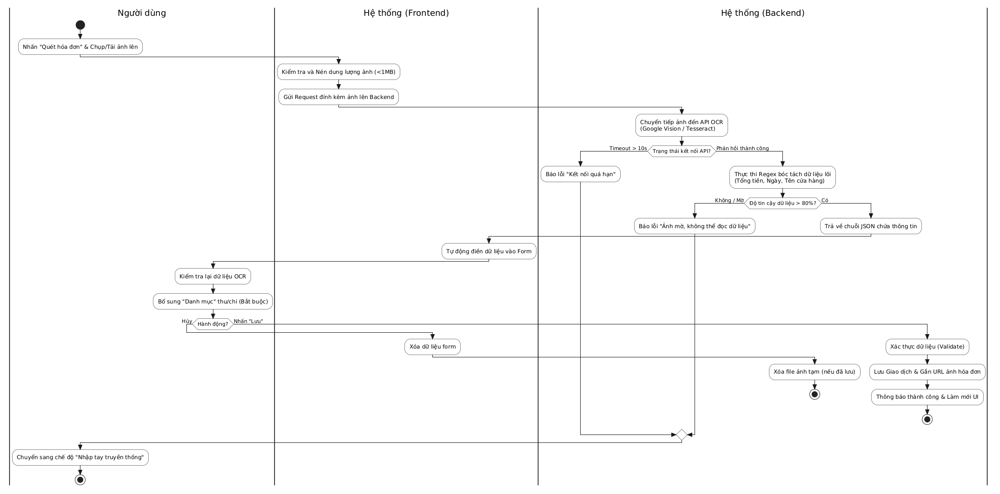 Người dùng
Hệ thống (Frontend)
Hệ thống (Backend)
Nhấn "Quét hóa đơn" & Chụp/Tải ảnh lên
Kiểm tra và Nén dung lượng ảnh (<1MB)
Gửi Request đính kèm ảnh lên Backend
Chuyển tiếp ảnh đến API OCR
(Google Vision / Tesseract)
Timeout > 10s
Trạng thái kết nối API?
Phản hồi thành công
Báo lỗi "Kết nối quá hạn"
Thực thi Regex bóc tách dữ liệu lõi
(Tổng tiền, Ngày, Tên cửa hàng)
Không / Mờ
Độ tin cậy dữ liệu > 80%?
Có
Báo lỗi "Ảnh mờ, không thể đọc dữ liệu"
Trả về chuỗi JSON chứa thông tin
Tự động điền dữ liệu vào Form
Kiểm tra lại dữ liệu OCR
Bổ sung "Danh mục" thu/chi (Bắt buộc)
Hủy
Hành động?
Nhấn "Lưu"
Xóa dữ liệu form
Xác thực dữ liệu (Validate)
Xóa file ảnh tạm (nếu đã lưu)
Lưu Giao dịch & Gắn URL ảnh hóa đơn
Thông báo thành công & Làm mới UI
Chuyển sang chế độ "Nhập tay truyền thống"